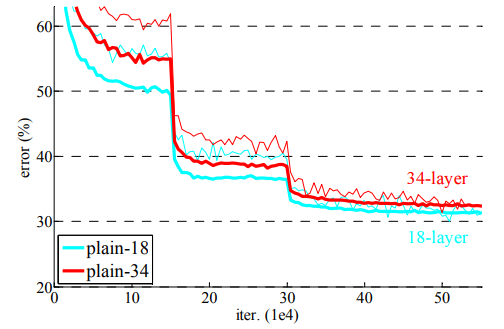 60
50
40
30
20
error (%)
34-layer
18-layer
plain-18
plain-34
0 10 20 30 40 50
iter. (1e4)